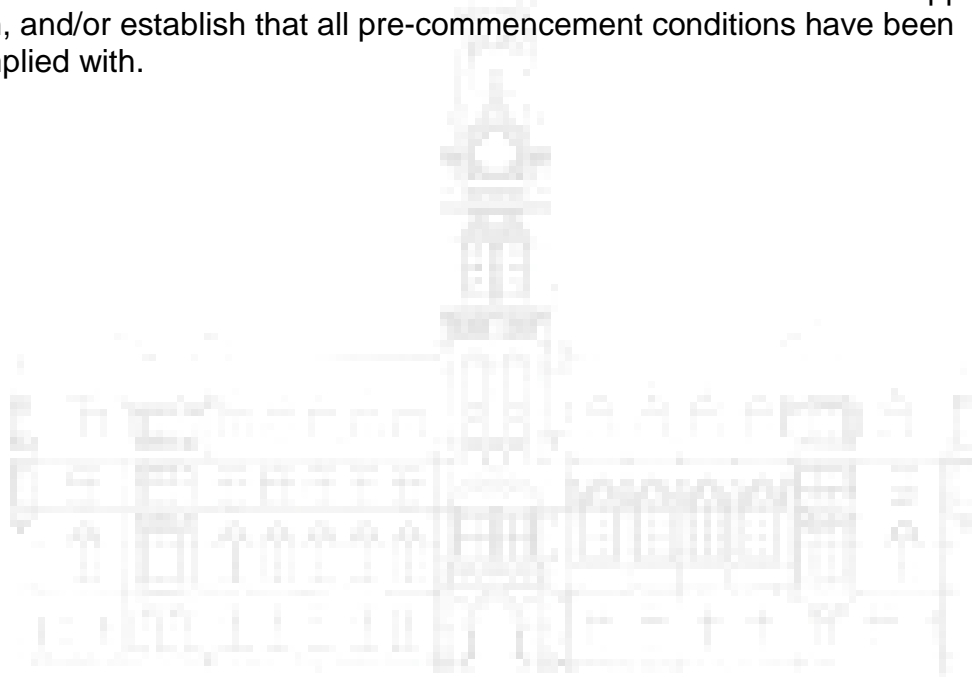 , and/or establish that all pre-commencement conditions have been
plied with.